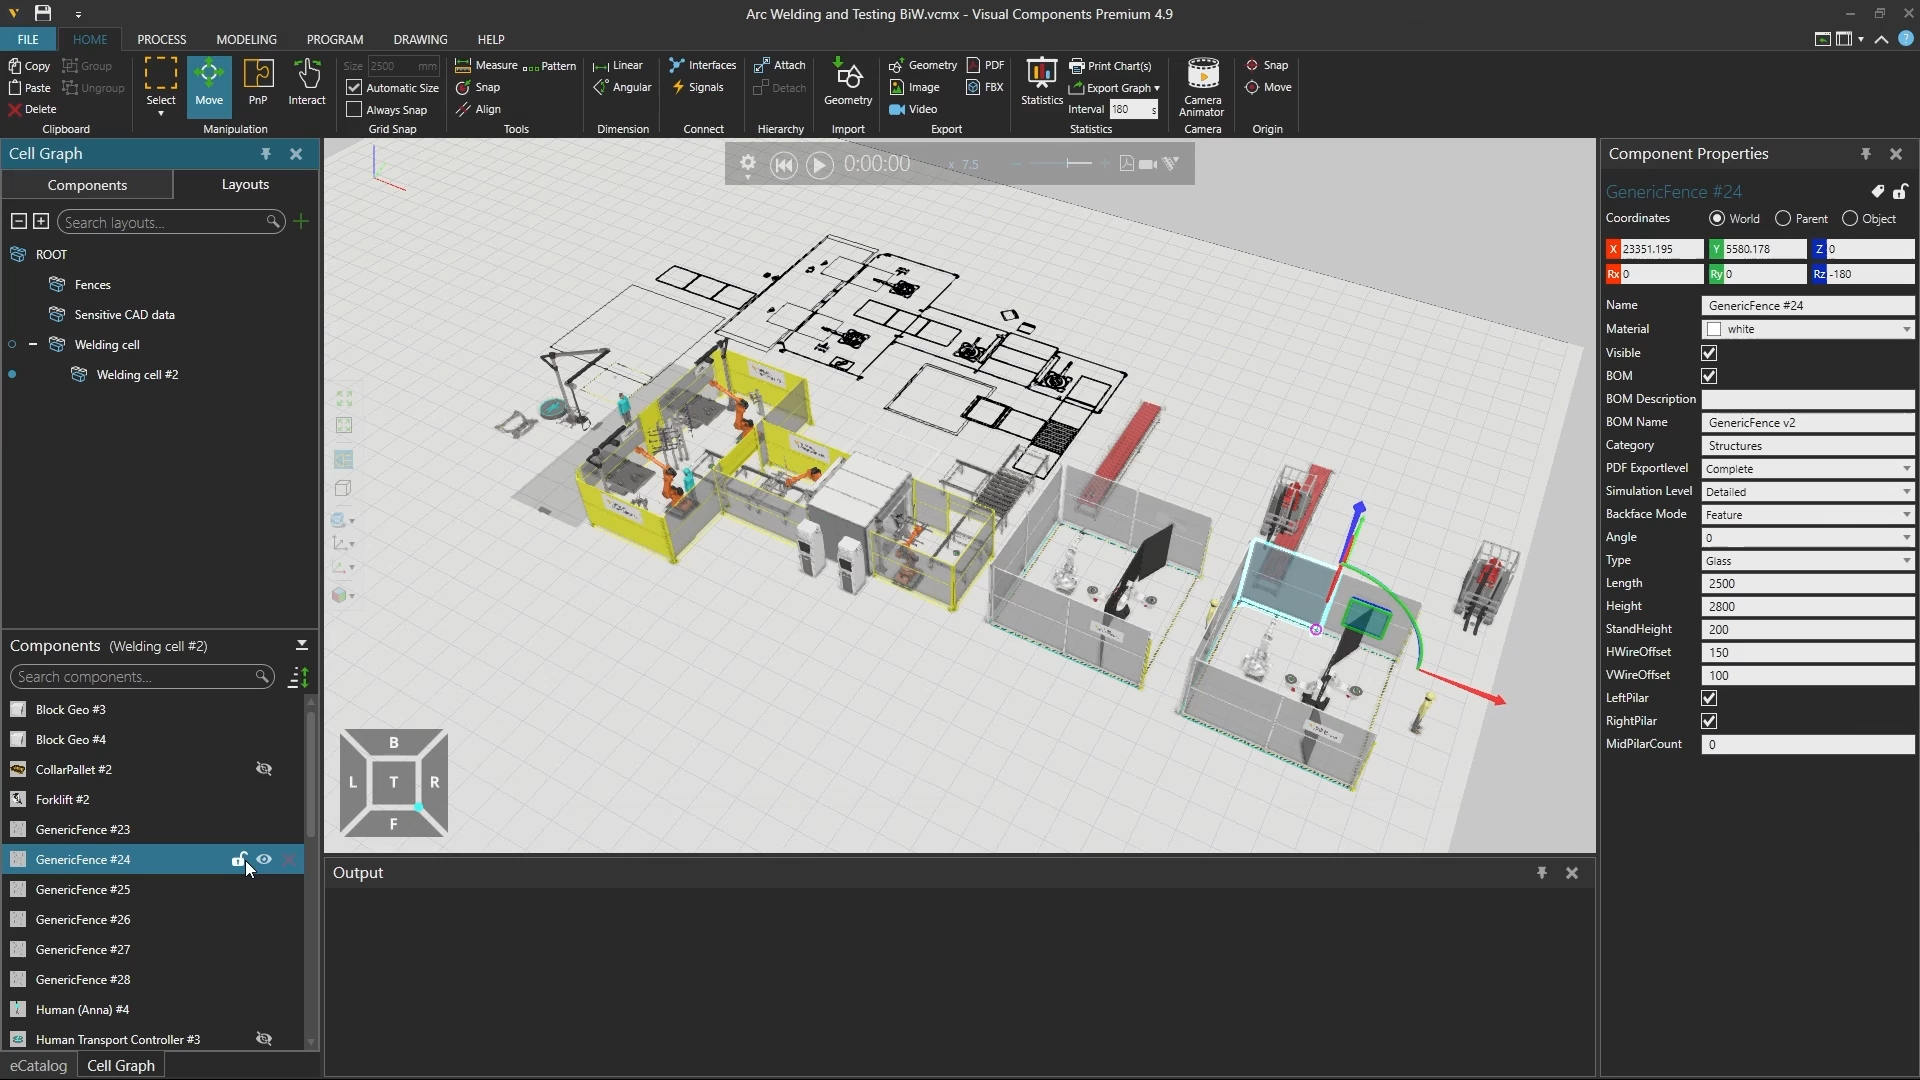 Arc Welding and Testing BiW.vcmx - Visual Components Premium 4.9
FILE
HOME
PROCESS
MODELING
PROGRAM
DRAWING
HELP
?
Copy
Paste
Delete
Group
Ungroup
Clipboard
Select
Move
PnP
Interact
Manipulation
Size 2500 mm
Automatic Size
Always Snap
Grid Snap
Measure
Pattern
Snap
Align
Tools
Linear
Angular
Dimension
Interfaces
Signals
Connect
Attach
Detach
Hierarchy
Geometry
Import
Geometry
Image
Video
PDF
FBX
Export
Statistics
Print Chart(s)
Export Graph
Interval 180 s
Statistics
Camera
Animator
Camera
Snap
Move
Origin
Cell Graph
Components
Layouts
Search layouts...
ROOT
Fences
Sensitive CAD data
Welding cell
Welding cell #2
Components (Welding cell #2)
Search components...
Block Geo #3
Block Geo #4
CollarPallet #2
Forklift #2
GenericFence #23
GenericFence #24
GenericFence #25
GenericFence #26
GenericFence #27
GenericFence #28
Human (Anna) #4
Human Transport Controller #3
eCatalog
Cell Graph
0:00:00
x 7.5
B
L T R
F
Output
Component Properties
GenericFence #24
Coordinates World Parent Object
X 23351.195 Y 5580.178 Z 0
Rx 0 Ry 0 Rz -180
Name GenericFence #24
Material white
Visible
BOM
BOM Description
BOM Name GenericFence v2
Category Structures
PDF Exportlevel Complete
Simulation Level Detailed
Backface Mode Feature
Angle 0
Type Glass
Length 2500
Height 2800
StandHeight 200
HWireOffset 150
VWireOffset 100
LeftPilar
RightPilar
MidPilarCount 0